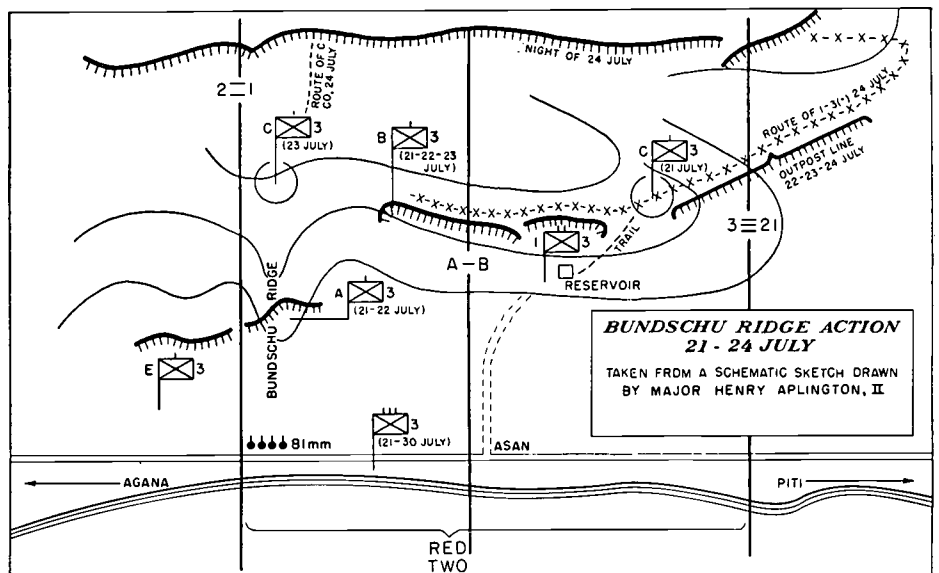 NIGHT OF 24 JULY
ROUTE OF C
CO, 24 JULY
2 1
C 3
(23 JULY)
B 3
(21-22-23
JULY)
C 3
(21 JULY)
ROUTE OF 1-3(-) 24 JULY
OUTPOST LINE
22-23-24 JULY
X-X-X-X-X-X-X-X-X-X
1 3
TRAIL
RESERVOIR
3 21
A-B
A 3
(21-22 JULY)
BUNDSCHU RIDGE
E 3
BUNDSCHU RIDGE ACTION
21 - 24 JULY
TAKEN FROM A SCHEMATIC SKETCH DRAWN
BY MAJOR HENRY APLINGTON, II
3
(21-30 JULY)
81mm
ASAN
AGANA
PITI
RED
TWO